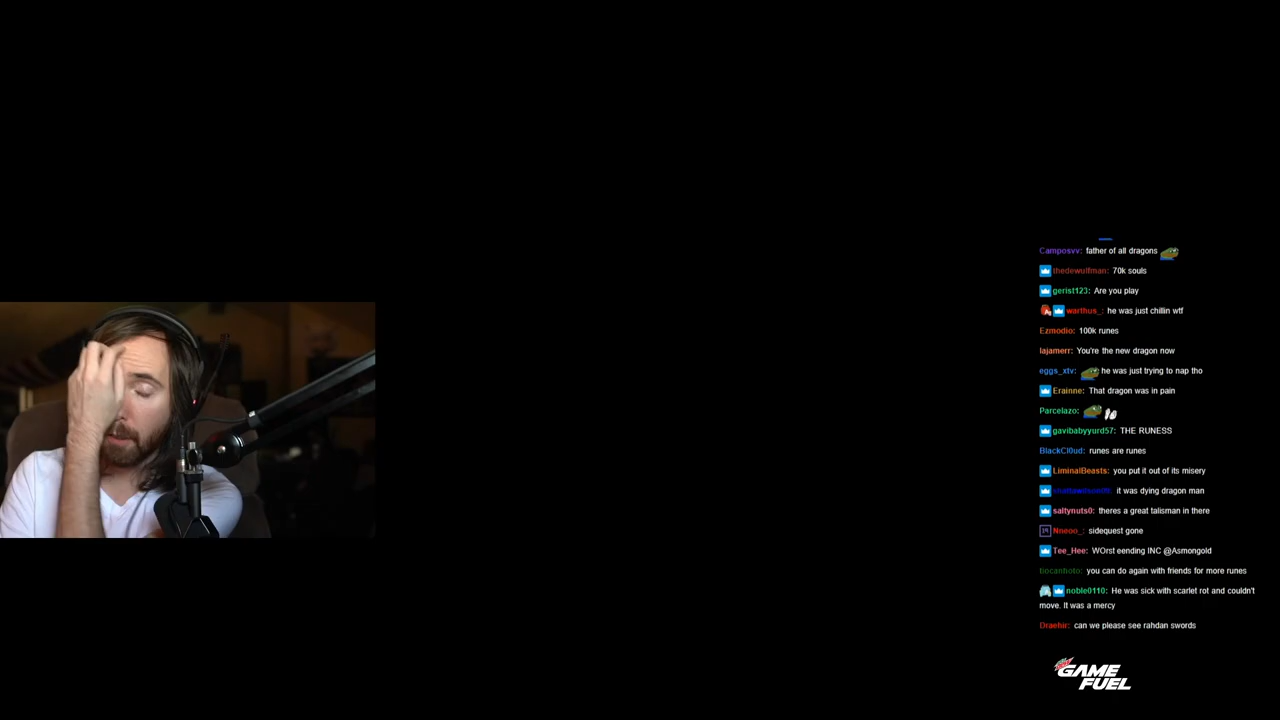 Camposvv: father of all dragons
thedewulfman: 70k souls
gerist123: Are you play
warthus_: he was just chillin wtf
Ezmodio: 100k runes
lajamerr: You're the new dragon now
eggs_xtv: he was just trying to nap tho
Erainne: That dragon was in pain
Parcelazo:
gavibabyyurd57: THE RUNESS
BlackCl0ud: runes are runes
LiminalBeasts: you put it out of its misery
it was dying dragon man
saltynuts0: theres a great talisman in there
Nneoo_: sidequest gone
Tee_Hee: WOrst eending INC @Asmongold
tiocantioto: you can do again with friends for more runes
noble0110: He was sick with scarlet rot and couldn't
move. It was a mercy
Draehir: can we please see rahdan swords
GAME
FUEL